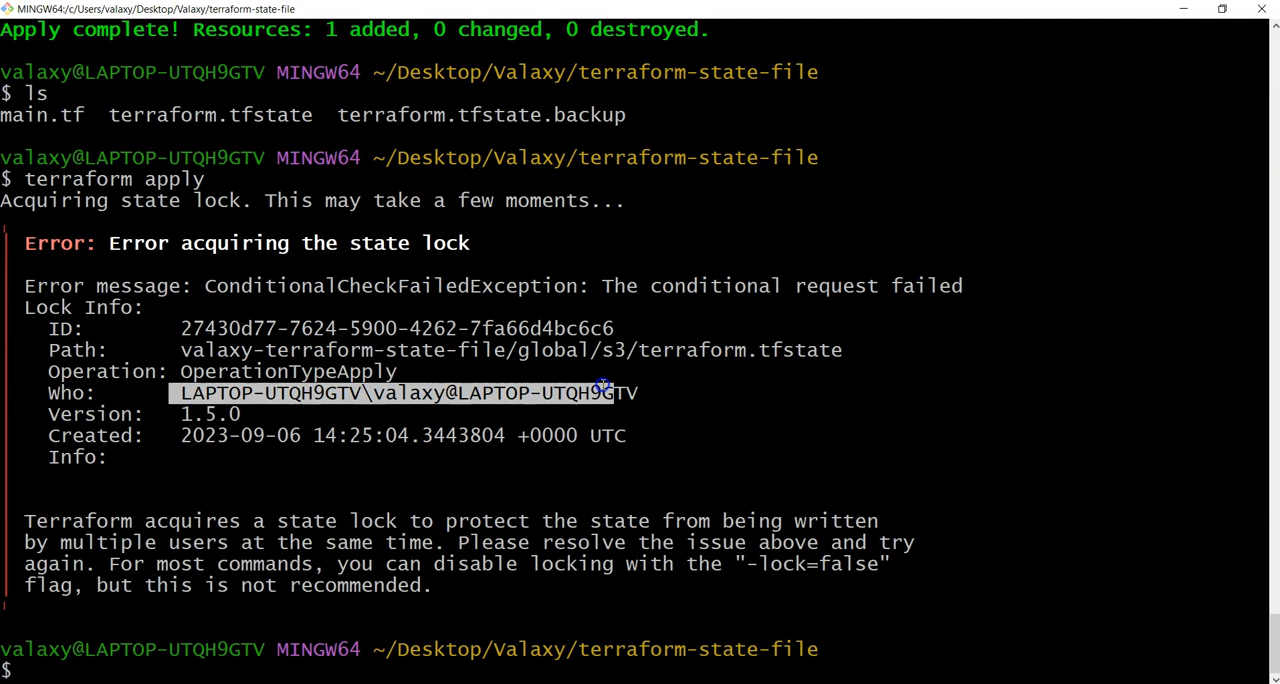 MINGW64:/c/Users/valaxy/Desktop/Valaxy/terraform-state-file
Apply complete! Resources: 1 added, 0 changed, 0 destroyed.
valaxy@LAPTOP-UTQH9GTV MINGW64 ~/Desktop/Valaxy/terraform-state-file
$ ls
main.tf  terraform.tfstate  terraform.tfstate.backup
valaxy@LAPTOP-UTQH9GTV MINGW64 ~/Desktop/Valaxy/terraform-state-file
$ terraform apply
Acquiring state lock. This may take a few moments...
Error: Error acquiring the state lock
Error message: ConditionalCheckFailedException: The conditional request failed
Lock Info:
  ID:        27430d77-7624-5900-4262-7fa66d4bc6c6
  Path:      valaxy-terraform-state-file/global/s3/terraform.tfstate
  Operation: OperationTypeApply
  Who:       LAPTOP-UTQH9GTV\valaxy@LAPTOP-UTQH9GTV
  Version:   1.5.0
  Created:   2023-09-06 14:25:04.3443804 +0000 UTC
  Info:
Terraform acquires a state lock to protect the state from being written
by multiple users at the same time. Please resolve the issue above and try
again. For most commands, you can disable locking with the "-lock=false"
flag, but this is not recommended.
valaxy@LAPTOP-UTQH9GTV MINGW64 ~/Desktop/Valaxy/terraform-state-file
$